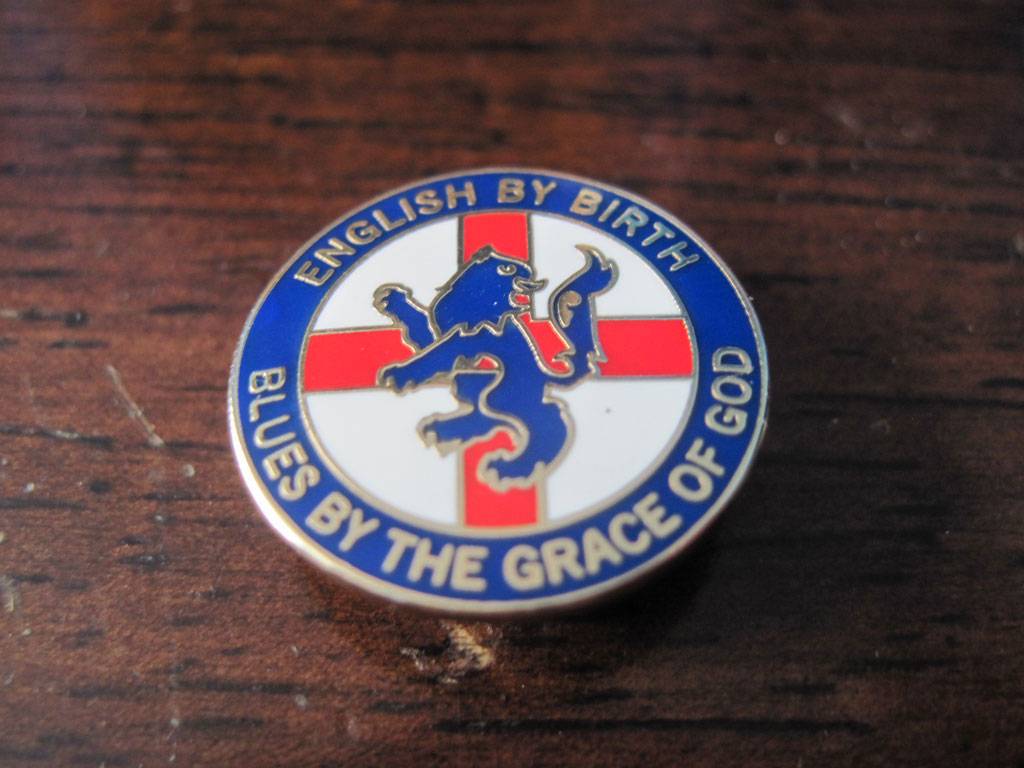 ENGLISH BY BIRTH
BLUES BY THE GRACE OF GOD